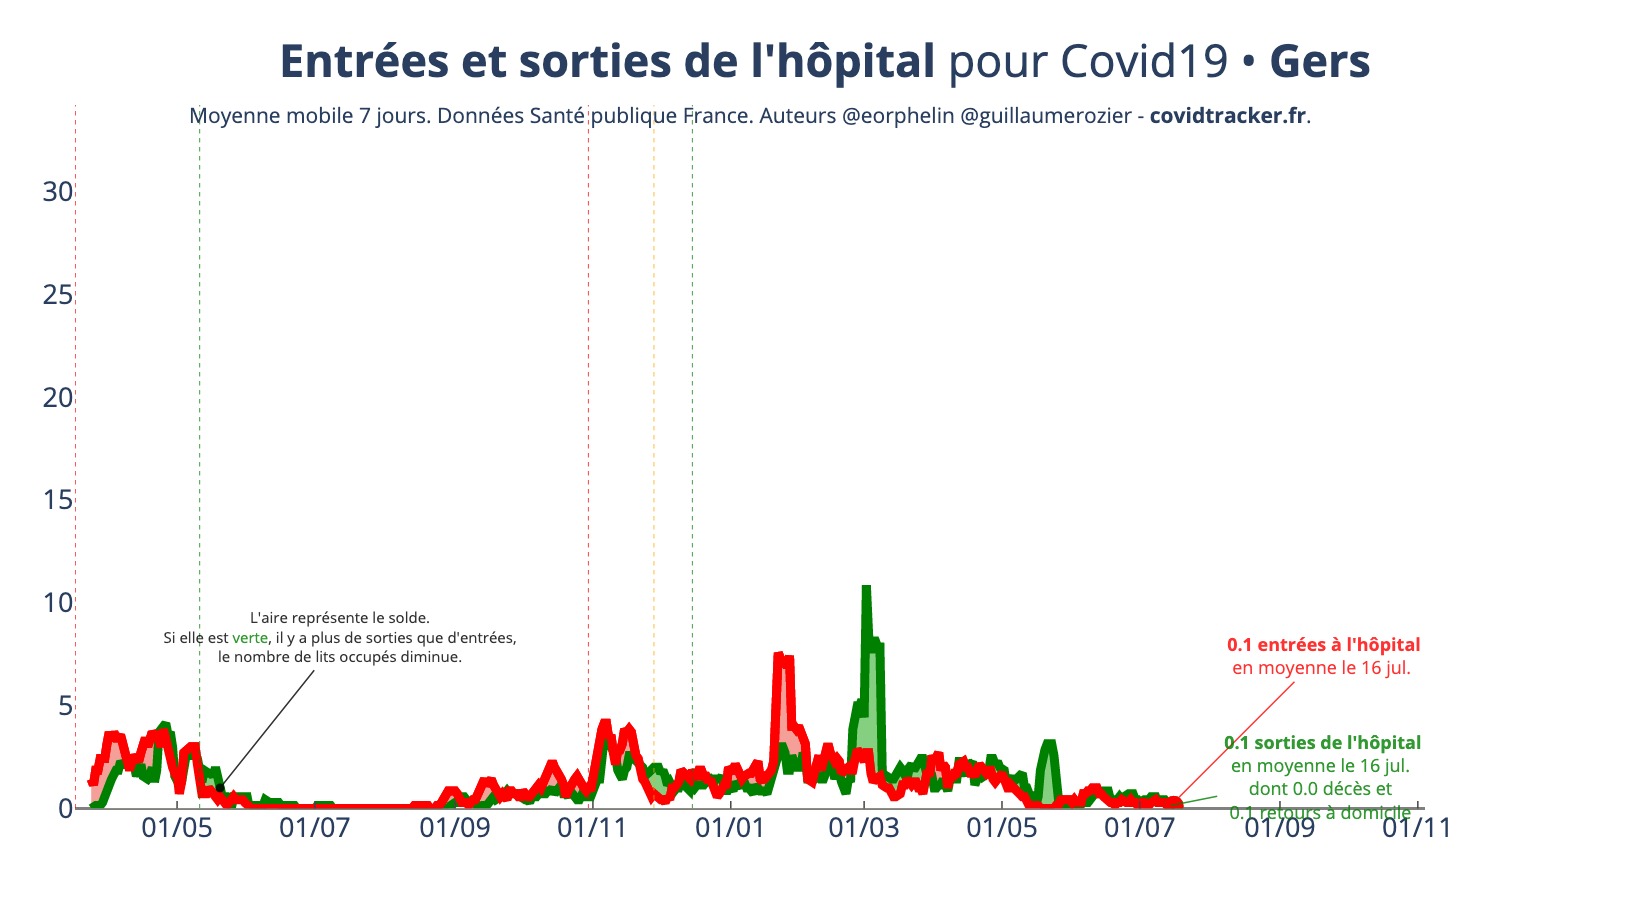 Entrées et sorties de l'hôpital pour Covid19 • Gers
Moyenne mobile 7 jours. Données Santé publique France. Auteurs @eorphelin @guillaumerozier - covidtracker.fr.
30
25
20
15
10
5
0
L'aire représente le solde.
Si elle est verte, il y a plus de sorties que d'entrées,
le nombre de lits occupés diminue.
0.1 entrées à l'hôpital
en moyenne le 16 jul.
0.1 sorties de l'hôpital
en moyenne le 16 jul.
dont 0.0 décès et
0.1 retours à domicile
01/05 01/07 01/09 01/11 01/01 01/03 01/05 01/07 01/09 01/11